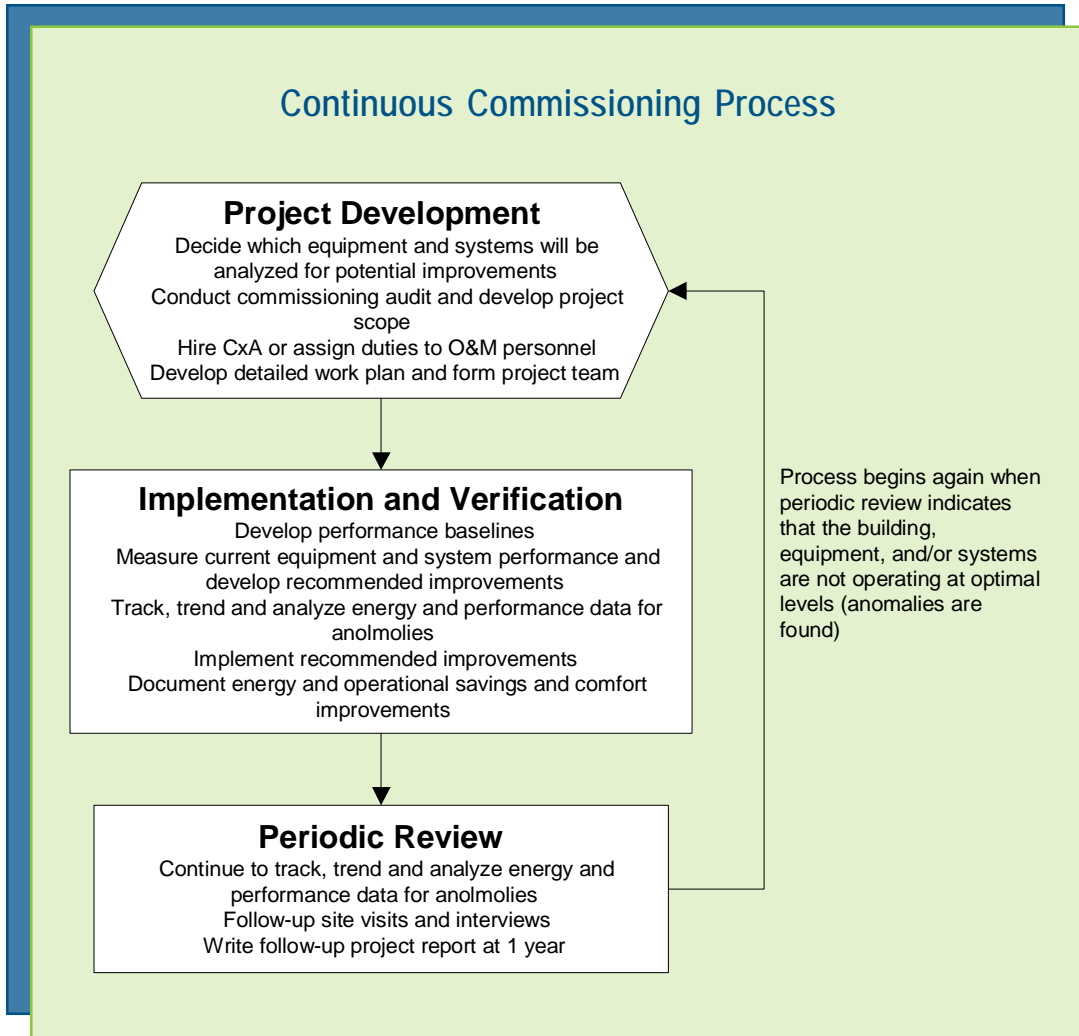 Continuous Commissioning Process
Project Development
Decide which equipment and systems will be
analyzed for potential improvements
Conduct commissioning audit and develop project
scope
Hire CxA or assign duties to O&M personnel
Develop detailed work plan and form project team
Implementation and Verification
Develop performance baselines
Measure current equipment and system performance and
develop recommended improvements
Track, trend and analyze energy and performance data for
anolmolies
Implement recommended improvements
Document energy and operational savings and comfort
improvements
Process begins again when
periodic review indicates
that the building,
equipment, and/or systems
are not operating at optimal
levels (anomalies are
found)
Periodic Review
Continue to track, trend and analyze energy and
performance data for anolmolies
Follow-up site visits and interviews
Write follow-up project report at 1 year